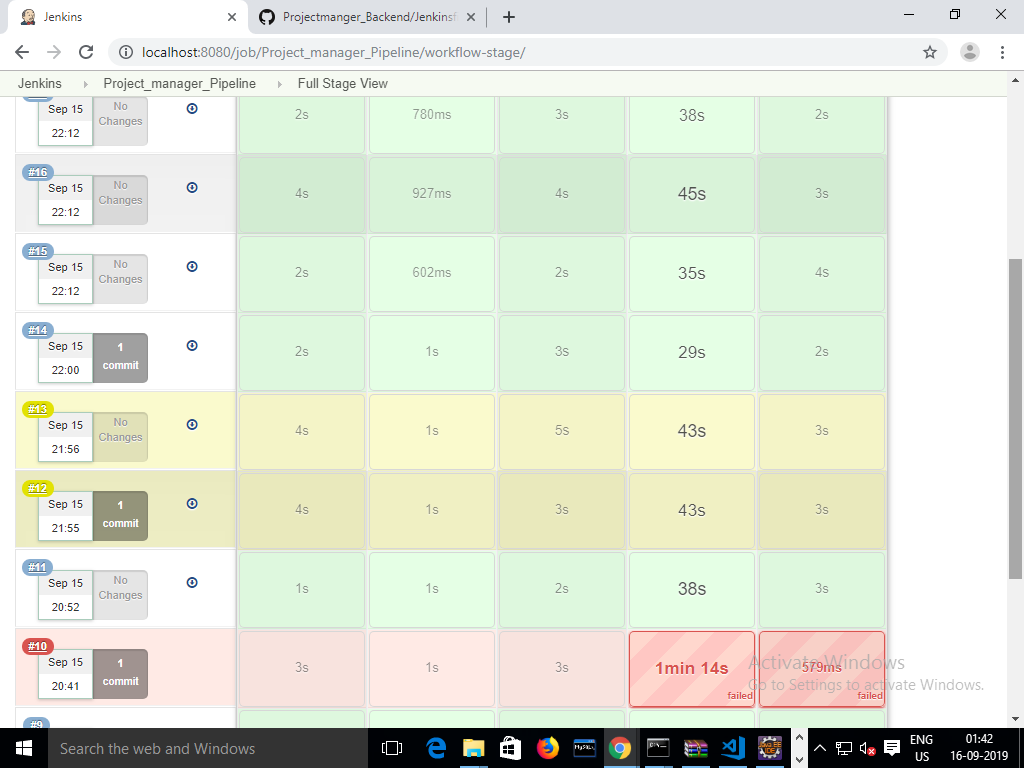 Jenkins
Projectmanger_Backend/Jenkinsf
localhost:8080/job/Project_manager_Pipeline/workflow-stage/
Jenkins Project_manager_Pipeline Full Stage View
Sep 15
22:12
No
Changes
2s 780ms 3s 38s 2s
#16
Sep 15
22:12
No
Changes
4s 927ms 4s 45s 3s
#15
Sep 15
22:12
No
Changes
2s 602ms 2s 35s 4s
#14
Sep 15
22:00
1
commit
2s 1s 3s 29s 2s
#13
Sep 15
21:56
No
Changes
4s 1s 5s 43s 3s
#12
Sep 15
21:55
1
commit
4s 1s 3s 43s 3s
#11
Sep 15
20:52
No
Changes
1s 1s 2s 38s 3s
#10
Sep 15
20:41
1
commit
3s 1s 3s 1min 14s 579ms
failed failed
Activate Windows
Go to Settings to activate Windows.
#9
Search the web and Windows
MySQL
ENG
US
01:42
16-09-2019